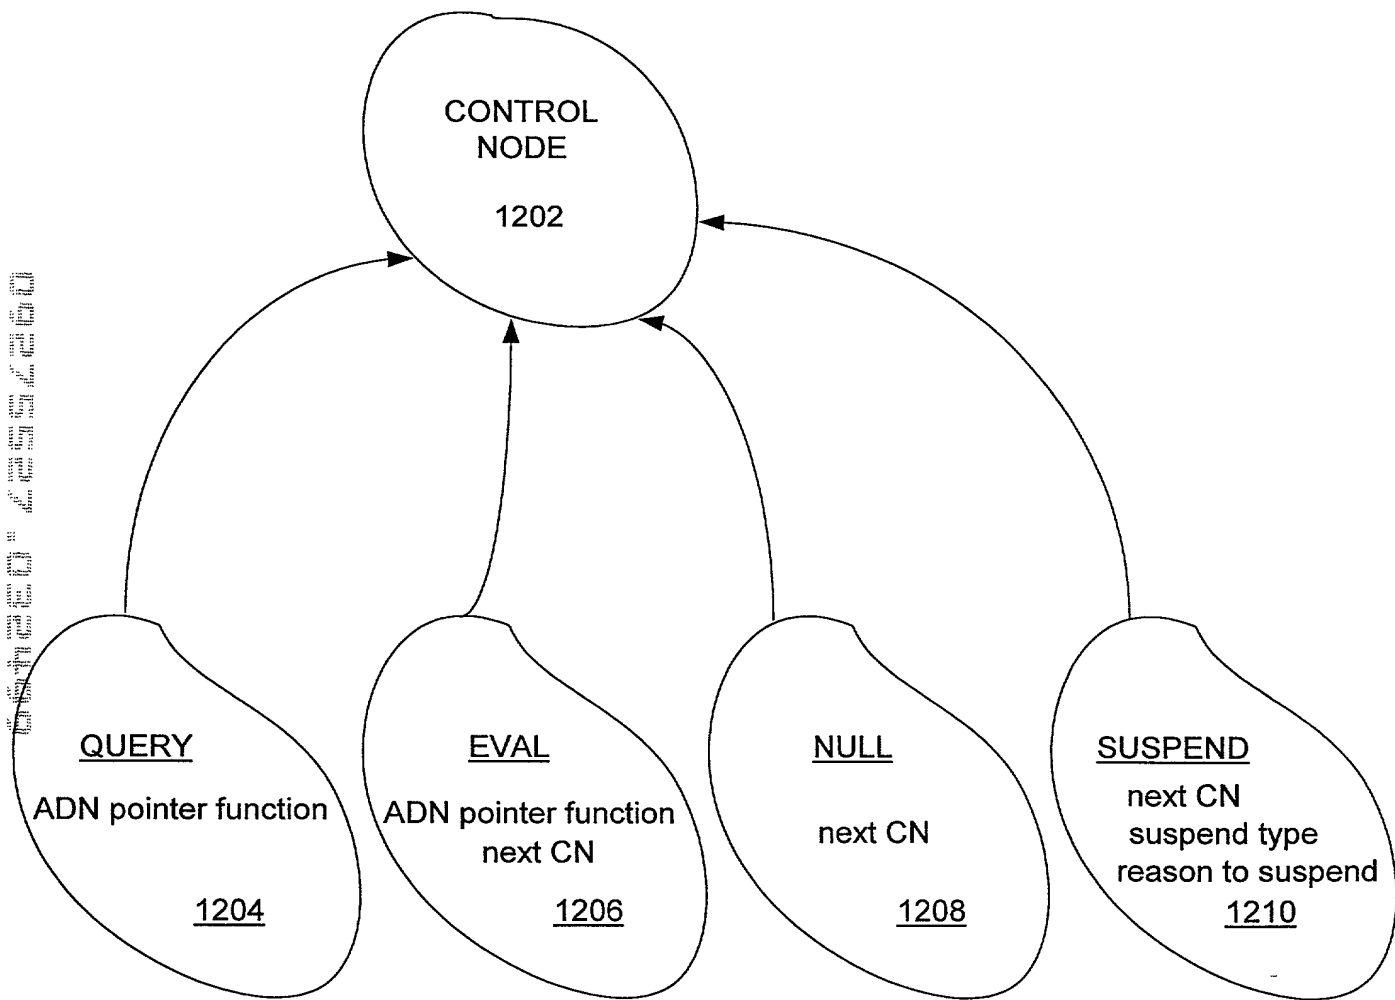 CONTROL
NODE
1202
QUERY
ADN pointer function
1204
EVAL
ADN pointer function
next CN
1206
NULL
next CN
1208
SUSPEND
next CN
suspend type
reason to suspend
1210